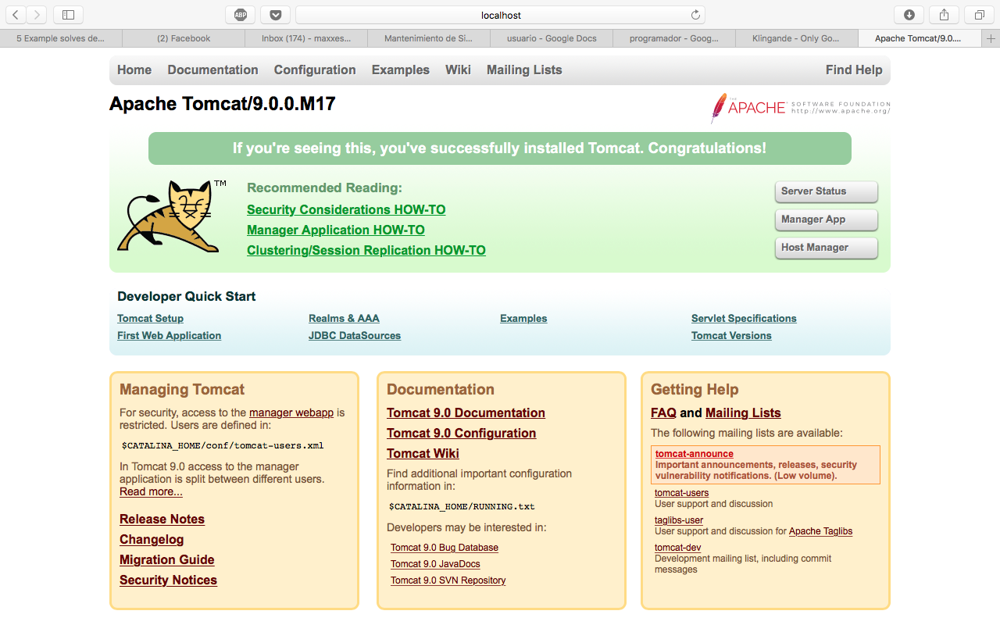 ABP
localhost
5 Example solves de...
(2) Facebook
Inbox (174) - maxxes...
Mantenimiento de Si...
usuario - Google Docs
programador - Goog...
Klingande - Only Go...
Apache Tomcat/9.0....
Home Documentation Configuration Examples Wiki Mailing Lists Find Help
Apache Tomcat/9.0.0.M17
THE
APACHE
SOFTWARE FOUNDATION
http://www.apache.org/
If you're seeing this, you've successfully installed Tomcat. Congratulations!
TM
Recommended Reading:
Security Considerations HOW-TO
Manager Application HOW-TO
Clustering/Session Replication HOW-TO
Server Status
Manager App
Host Manager
Developer Quick Start
Tomcat Setup
First Web Application
Realms & AAA
JDBC DataSources
Examples
Servlet Specifications
Tomcat Versions
Managing Tomcat
For security, access to the manager webapp is
restricted. Users are defined in:
$CATALINA_HOME/conf/tomcat-users.xml
In Tomcat 9.0 access to the manager
application is split between different users.
Read more...
Release Notes
Changelog
Migration Guide
Security Notices
Documentation
Tomcat 9.0 Documentation
Tomcat 9.0 Configuration
Tomcat Wiki
Find additional important configuration
information in:
$CATALINA_HOME/RUNNING.txt
Developers may be interested in:
Tomcat 9.0 Bug Database
Tomcat 9.0 JavaDocs
Tomcat 9.0 SVN Repository
Getting Help
FAQ and Mailing Lists
The following mailing lists are available:
tomcat-announce
Important announcements, releases, security
vulnerability notifications. (Low volume).
tomcat-users
User support and discussion
taglibs-user
User support and discussion for Apache Taglibs
tomcat-dev
Development mailing list, including commit
messages